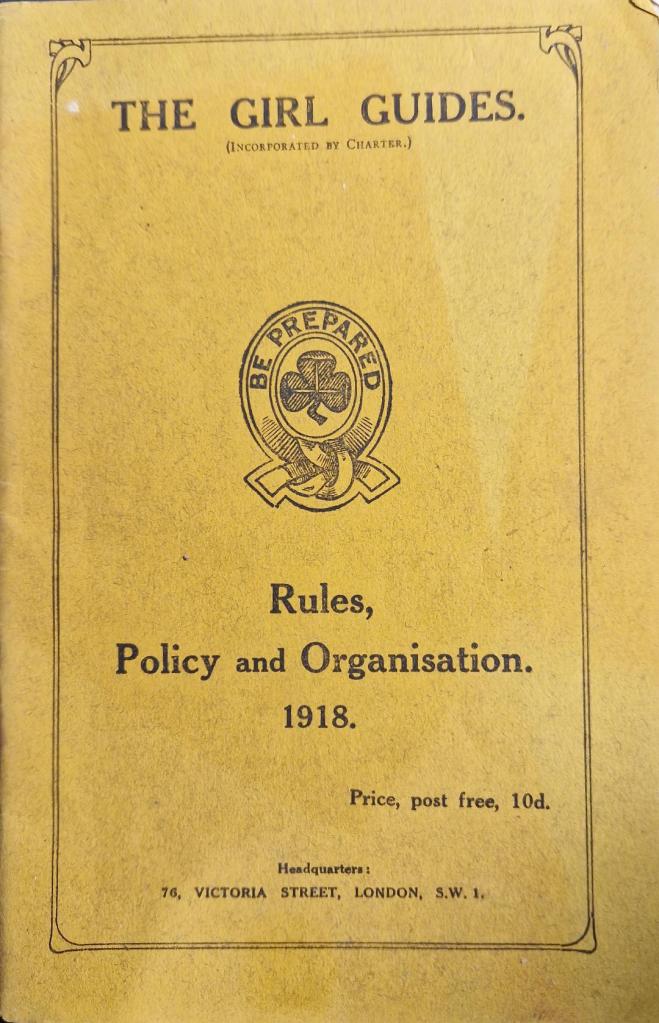 THE GIRL GUIDES.
(INCORPORATED BY CHARTER.)
BE PREPARED
Rules,
Policy and Organisation.
1918.
Price, post free, 10d.
Headquarters:
76, VICTORIA STREET, LONDON, S.W. 1.